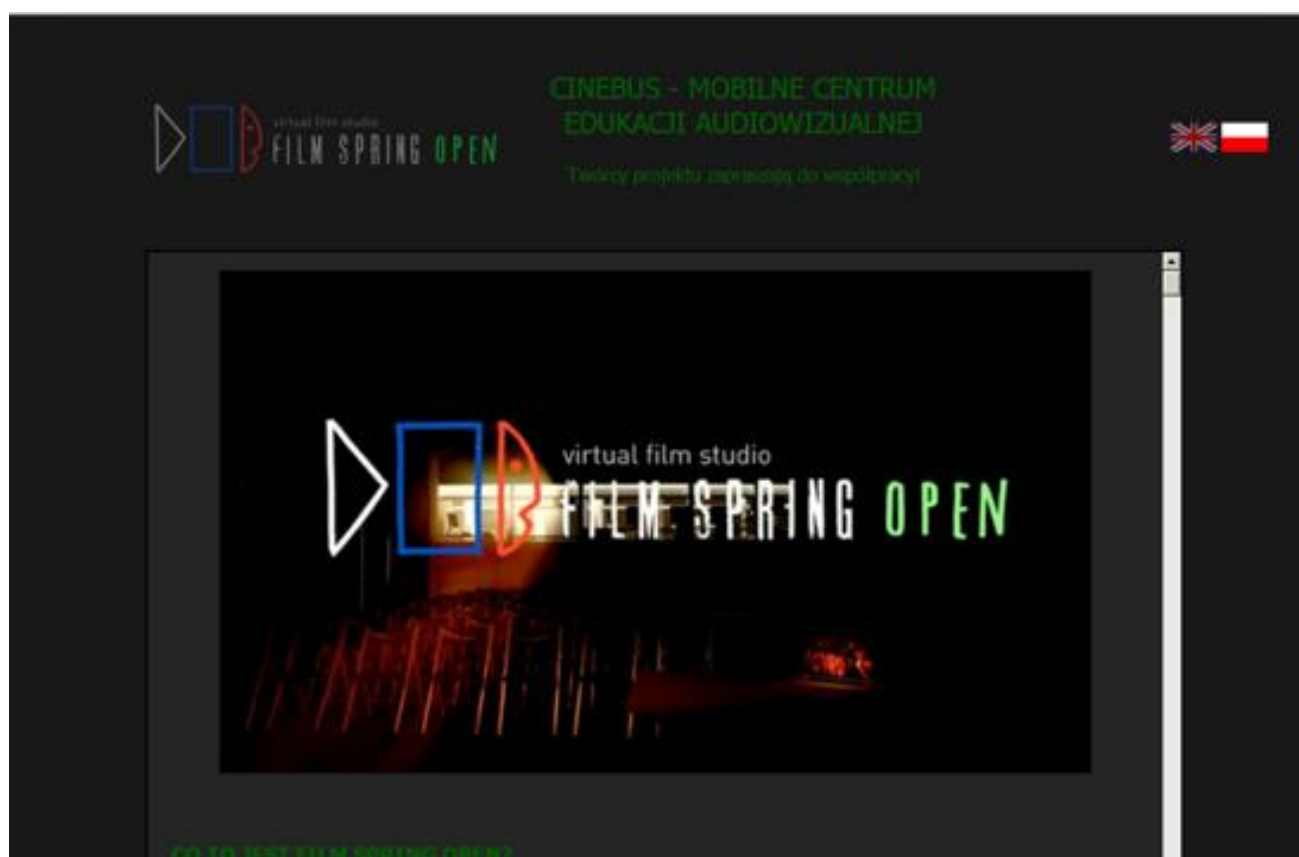 virtual film studio
FILM SPRING OPEN
CINEBUS - MOBILNE CENTRUM
EDUKACJI AUDIOWIZUALNEJ
Twórcy projektu zapraszają do współpracy!
virtual film studio
FILM SPRING OPEN
CO TO JEST FILM SPRING OPEN?